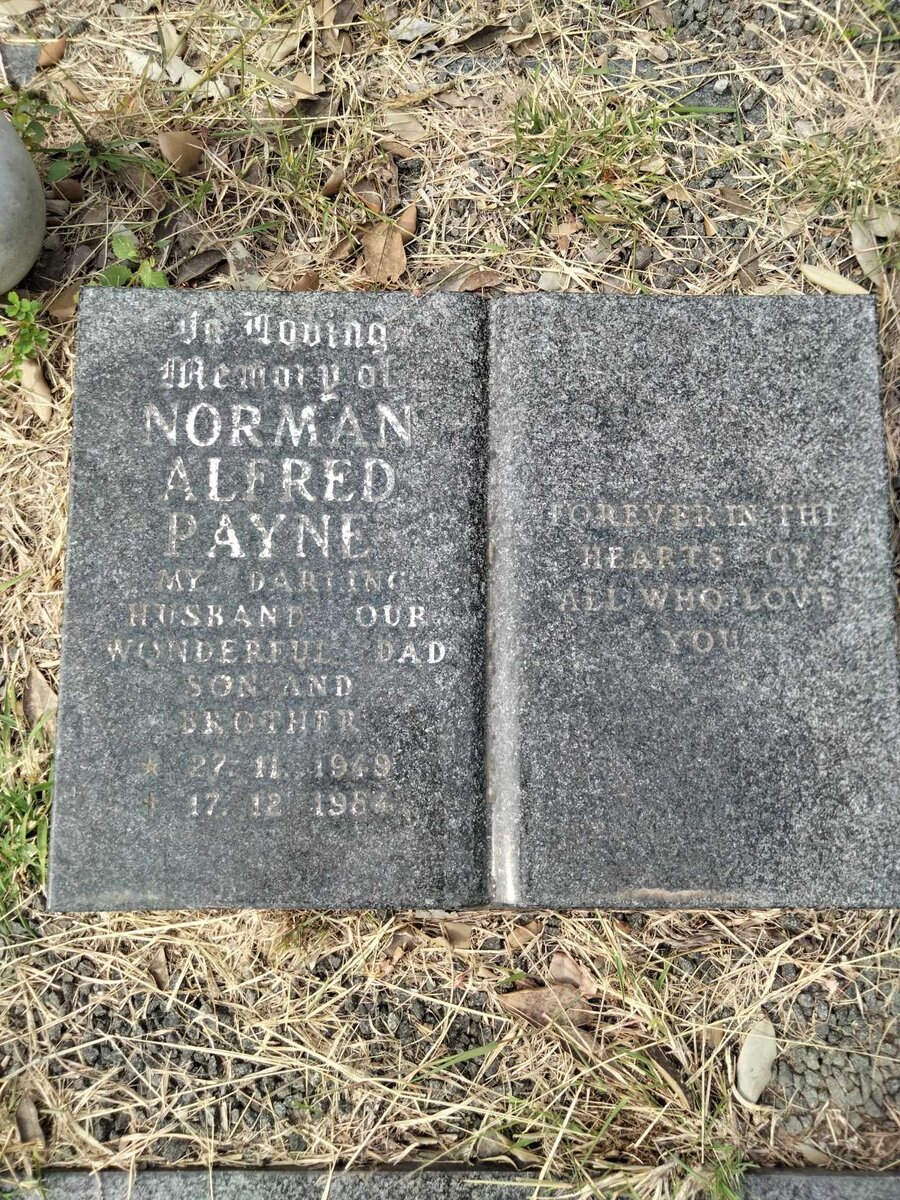 In Loving
Memory of
NORMAN
ALFRED
PAYNE
MY DARLING
HUSBAND OUR
WONDERFUL DAD
SON AND
BROTHER
* 27. 11. 1949
† 17. 12 1984
FOREVER IN THE
HEARTS OF
ALL WHO LOVE
YOU